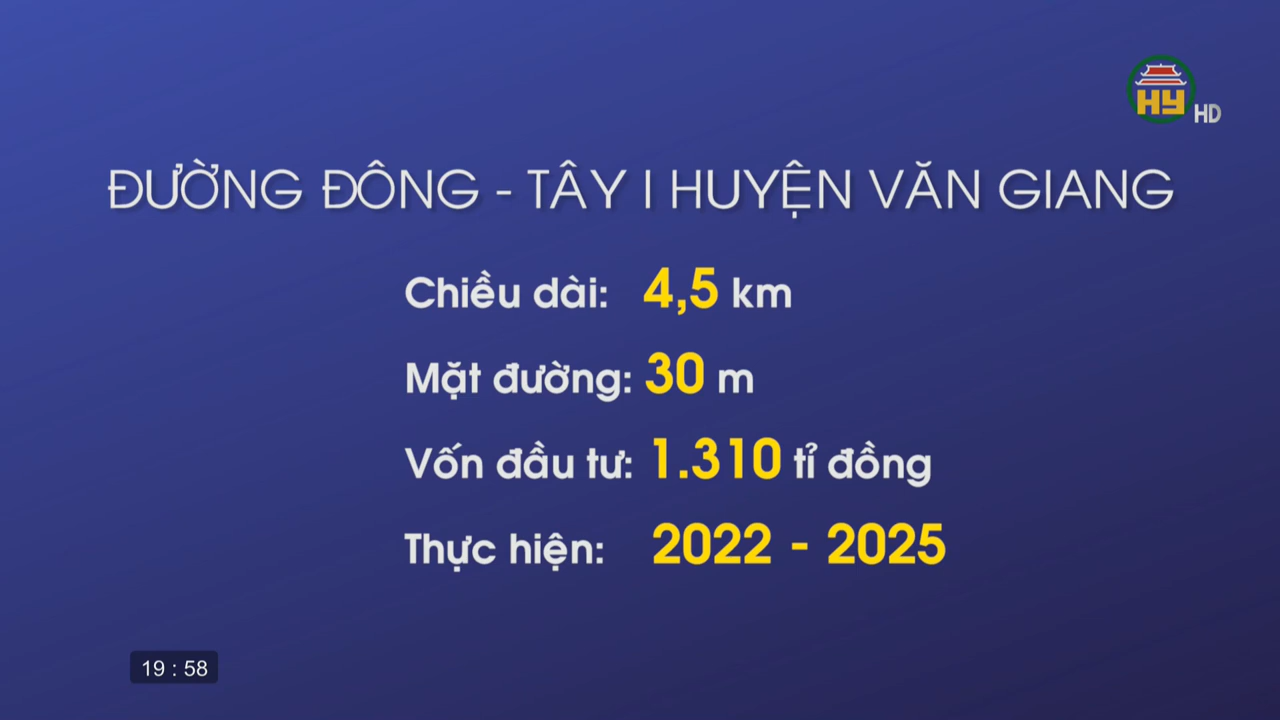 HY HD
ĐƯỜNG ĐÔNG - TÂY I HUYỆN VĂN GIANG
Chiều dài: 4,5 km
Mặt đường: 30 m
Vốn đầu tư: 1.310 tỉ đồng
Thực hiện: 2022 - 2025
19 : 58